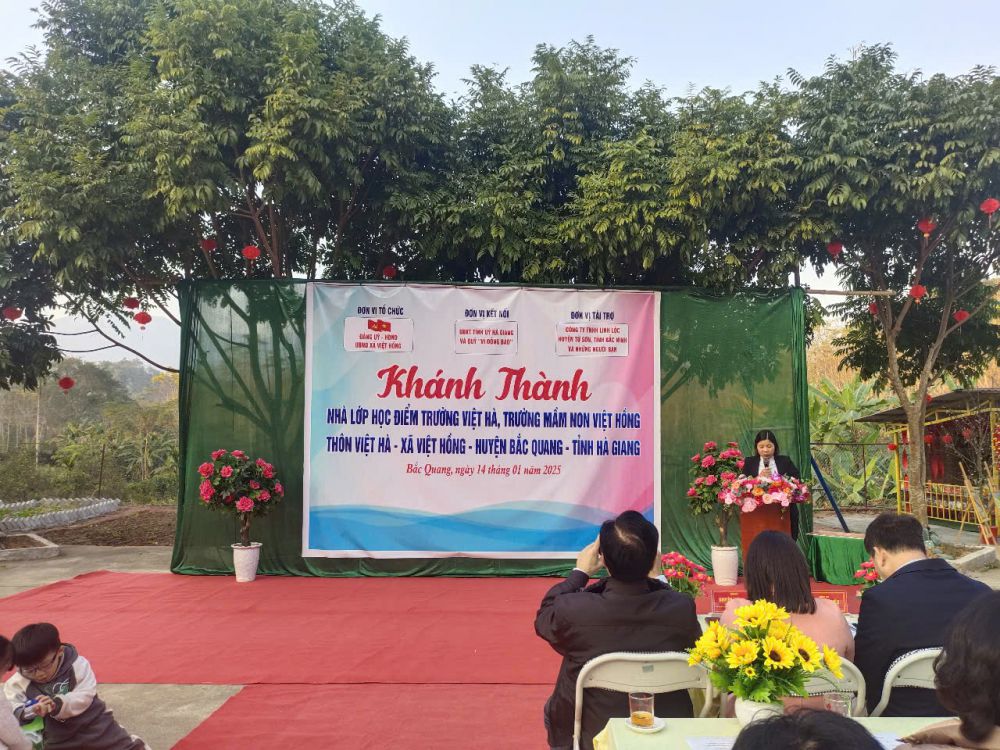 ĐƠN VỊ TỔ CHỨC
ĐẢNG ỦY - HĐND
UBND XÃ VIỆT HỒNG
ĐƠN VỊ KẾT NỐI
UBMT TỈNH UỶ HÀ GIANG
VÀ QUỸ "VÌ ĐỒNG BÀO"
ĐƠN VỊ TÀI TRỢ
CÔNG TY TNHH LINH LỘC
HUYỆN TỪ SƠN, TỈNH BẮC NINH
VÀ NHỮNG NGƯỜI BẠN
Khánh Thành
NHÀ LỚP HỌC ĐIỂM TRƯỜNG VIỆT HÀ, TRƯỜNG MẦM NON VIỆT HỒNG
THÔN VIỆT HÀ - XÃ VIỆT HỒNG - HUYỆN BẮC QUANG - TỈNH HÀ GIANG
Bắc Quang, ngày 14 tháng 01 năm 2025